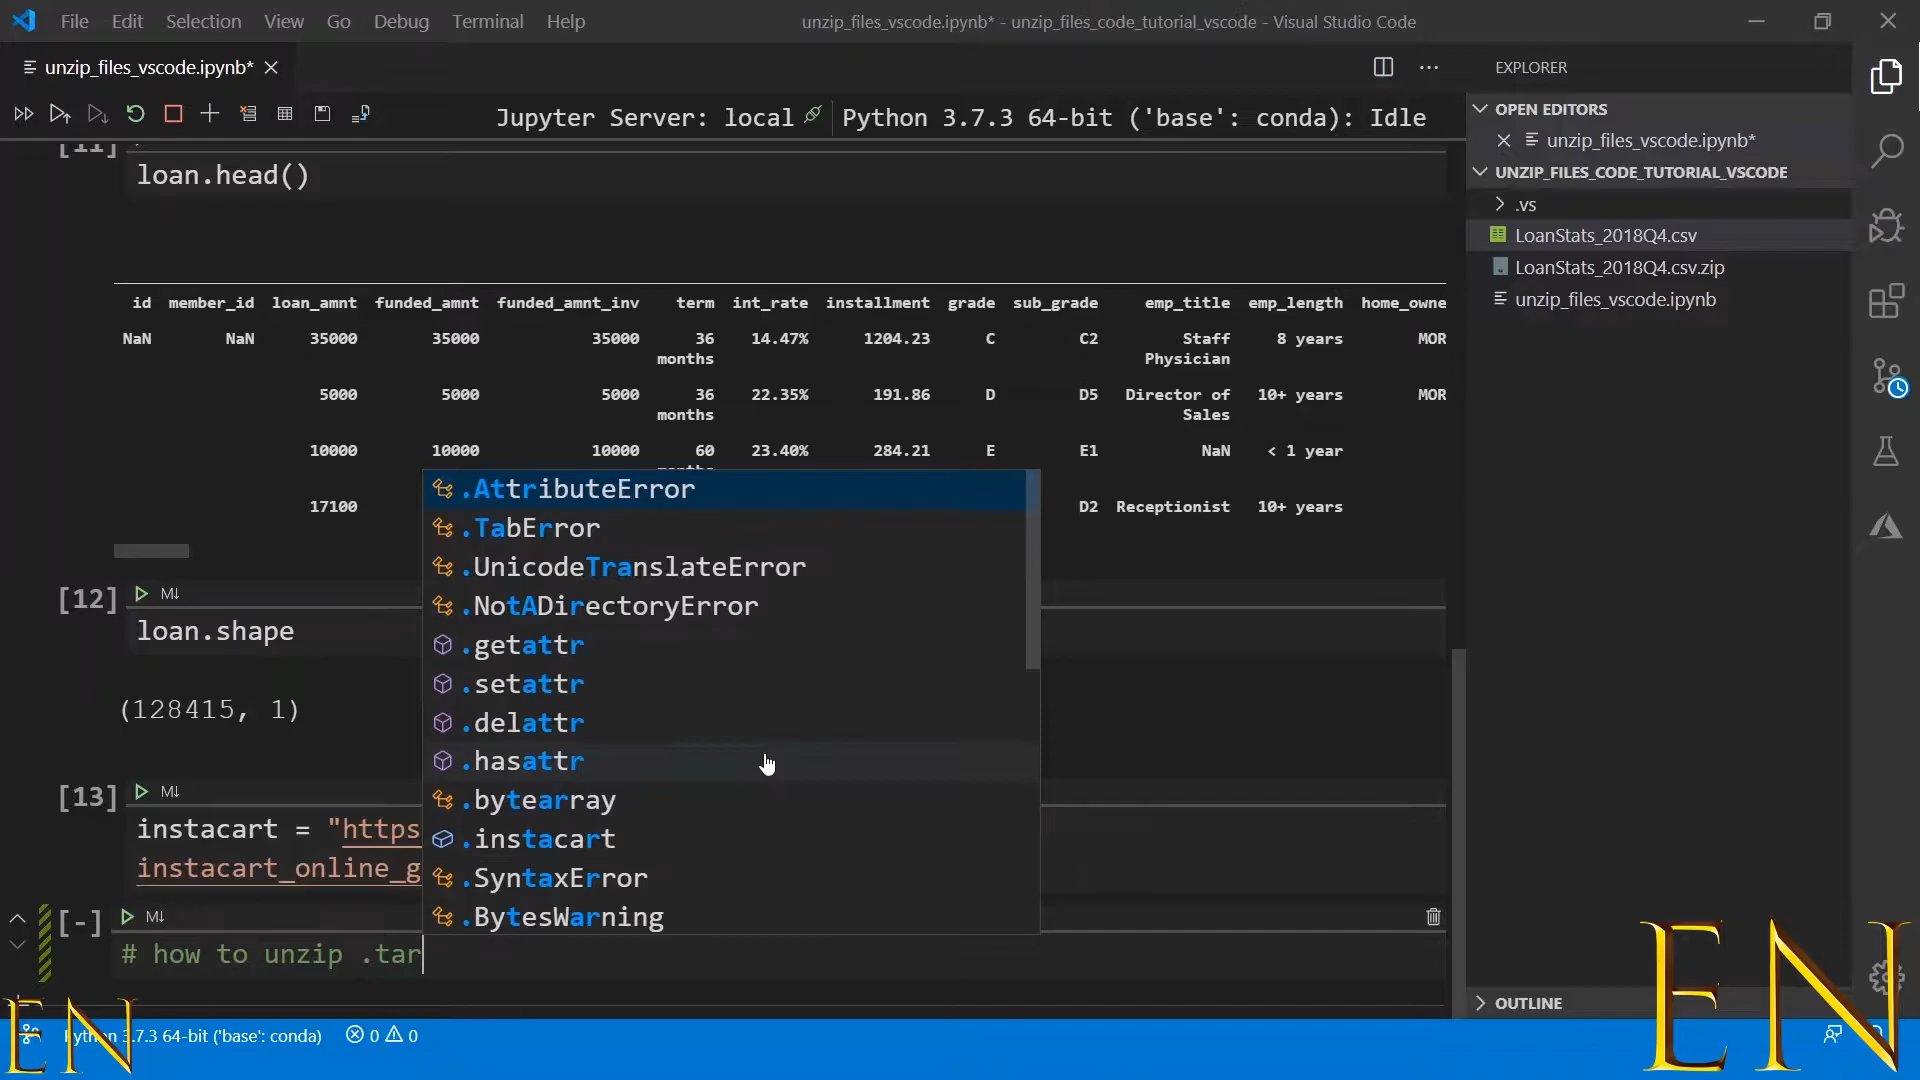 File Edit Selection View Go Debug Terminal Help
unzip_files_vscode.ipynb* - unzip_files_code_tutorial_vscode - Visual Studio Code
unzip_files_vscode.ipynb*
EXPLORER
Jupyter Server: local Python 3.7.3 64-bit ('base': conda): Idle
OPEN EDITORS
unzip_files_vscode.ipynb*
UNZIP_FILES_CODE_TUTORIAL_VSCODE
.vs
LoanStats_2018Q4.csv
LoanStats_2018Q4.csv.zip
unzip_files_vscode.ipynb
[11]
loan.head()
id member_id loan_amnt funded_amnt funded_amnt_inv term int_rate installment grade sub_grade emp_title emp_length home_owne
NaN NaN 35000 35000 35000 36 14.47% 1204.23 C C2 Staff 8 years MOR
months Physician
5000 5000 5000 36 22.35% 191.86 D D5 Director of 10+ years MOR
months Sales
10000 10000 10000 60 23.40% 284.21 E E1 NaN < 1 year
months
17100 D2 Receptionist 10+ years
.AttributeError
.TabError
.UnicodeTranslateError
.NotADirectoryError
.getattr
.setattr
.delattr
.hasattr
.bytearray
.instacart
.SyntaxError
.BytesWarning
[12] M↓
loan.shape
(128415, 1)
[13] M↓
instacart = "https
instacart_online_g
[-] M↓
# how to unzip .tar
OUTLINE
Python 3.7.3 64-bit ('base': conda) 0 0
EN
EN